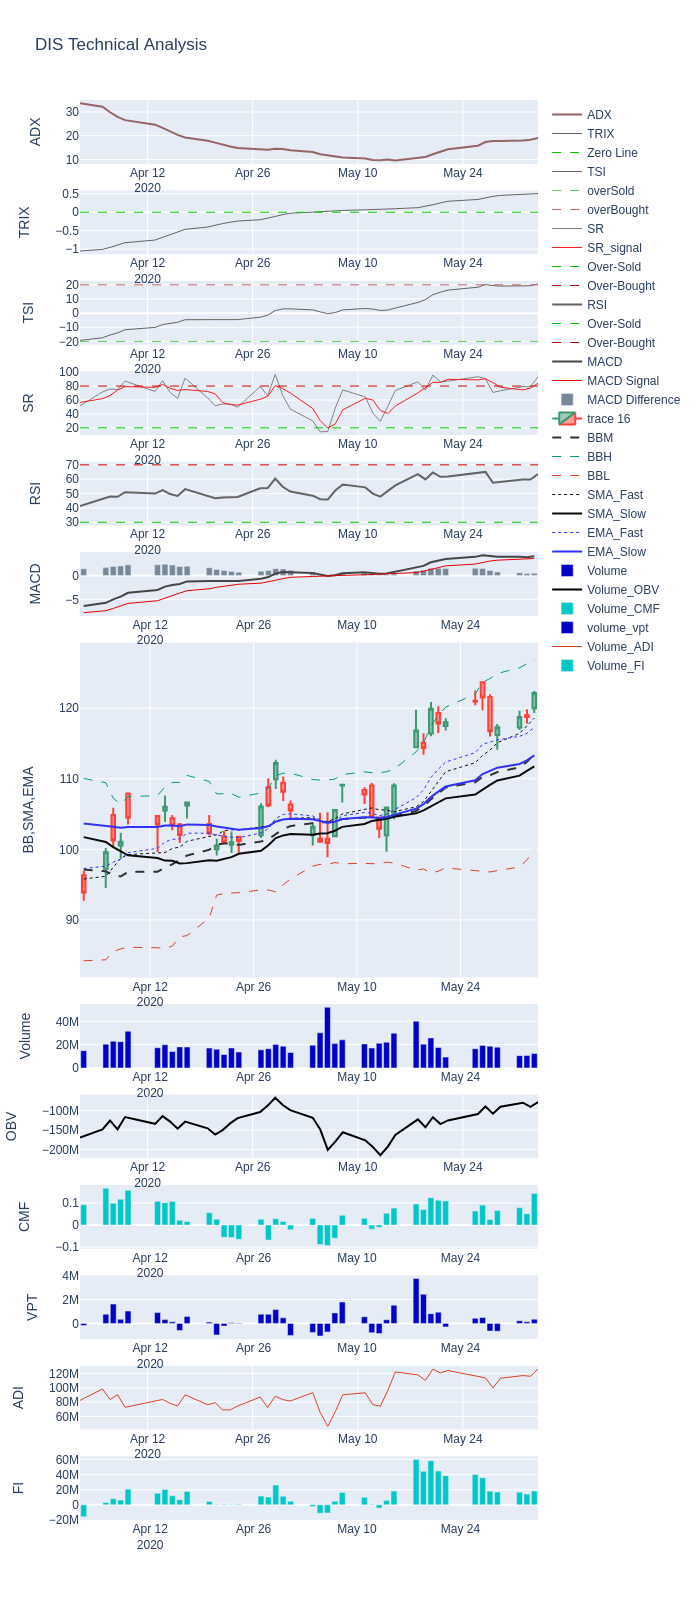 DIS Technical Analysis
ADX
30
20
10
Apr 12
2020
Apr 26
May 10
May 24
TRIX
0.5
0
−0.5
−1
Apr 12
2020
Apr 26
May 10
May 24
TSI
20
10
0
−10
−20
Apr 12
2020
Apr 26
May 10
May 24
SR
100
80
60
40
20
Apr 12
2020
Apr 26
May 10
May 24
RSI
70
60
50
40
30
Apr 12
2020
Apr 26
May 10
May 24
MACD
0
−5
Apr 12
2020
Apr 26
May 10
May 24
BB,SMA,EMA
120
110
100
90
Apr 12
2020
Apr 26
May 10
May 24
Volume
40M
20M
0
Apr 12
2020
Apr 26
May 10
May 24
OBV
−100M
−150M
−200M
Apr 12
2020
Apr 26
May 10
May 24
CMF
0.1
0
−0.1
Apr 12
2020
Apr 26
May 10
May 24
VPT
4M
2M
0
Apr 12
2020
Apr 26
May 10
May 24
ADI
120M
100M
80M
60M
Apr 12
2020
Apr 26
May 10
May 24
FI
60M
40M
20M
0
−20M
Apr 12
2020
Apr 26
May 10
May 24
ADX
TRIX
Zero Line
TSI
overSold
overBought
SR
SR_signal
Over-Sold
Over-Bought
RSI
Over-Sold
Over-Bought
MACD
MACD Signal
MACD Difference
trace 16
BBM
BBH
BBL
SMA_Fast
SMA_Slow
EMA_Fast
EMA_Slow
Volume
Volume_OBV
Volume_CMF
volume_vpt
Volume_ADI
Volume_FI